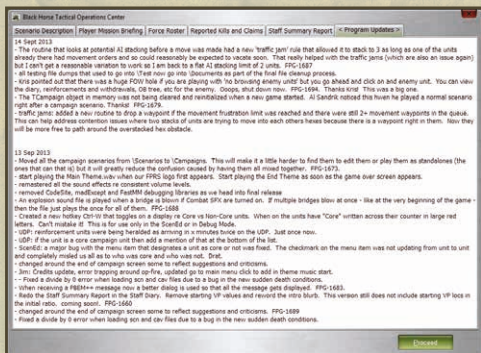 Black Horse Tactical Operations Center
Scenario Description Player Mission Briefing Force Roster Reported Kills and Claims Staff Summary Report < Program Updates >
14 Sept 2013
- The routine that looks at potential AI stacking before a move was made had a new 'traffic jam' rule that allowed it to stack to 3 as long as one of the units
already there had movement orders and so could reasonably be expected to vacate soon. That really helped with the traffic jams (which are also an issue again)
but I can't get a reasonable variation to work so I am back to a flat AI stacking limit of 2 units. FPG-1687
- all testing file dumps that used to go into \Test now go into \Documents as part of the final file cleanup process.
- Kris pointed out that there was a huge FOW hole if you are playing with 'no browsing enemy units' but you go ahead and click on and enemy unit. You can view
the diary, reinforcements and withdrawals, OB tree, etc for the enemy. Ooops, shut down now. FPG-1694. Thanks Kris! This was a big one.
- The TCampaign object in memory was not being cleared and reinitialized when a new game started. Al Sandrik noticed this hwen he played a normal scenario
right after a campaign scenario. Thanks! FPG-1679.
- traffic jams: added a new routine to drop a waypoint if the movement frustration limit was reached and there were still 2+ movement waypoints in the queue.
This can help address contention issues where two stacks of units are trying to move into each others hexes because there is a waypoint right in them. Now they
will be more free to path around the overstacked hex obstacle.
13 Sep 2013
- Moved all the campaign scenarios from \Scenarios to \Campaigns. This will make it a little harder to find them to edit them or play them as standalones (the
ones that can that is) but it will greatly reduce the confusion caused by having them all mixed together. FPG-1673.
- start playing the Main Theme.wav when our FPRS logo first appears. Start playing the End Theme as soon as the game over screen appears.
- remastered all the sound effects re consistent volume levels.
- removed CodeSite, madExcept and FastMM debugging libraries as we head into final release
- An explosion sound file is played when a bridge is blown if Combat SFX are turned on. If multiple bridges blow at once - like at the very beginning of the game -
then the file just plays the once for all of them. FPG-1688
- Created a new hotkey Ctrl-W that toggles on a display re Core vs Non-Core units. When on the units have "Core" written across their counter in large red
letters. Can't mistake it! This is for use only in the ScenEd or in Debug Mode.
- UDP: reinforcement units were being heralded as arriving in x minutes twice on the UDP. Just once now.
- UDP: if the unit is a core campaign unit then add a mention of that at the bottom of the list.
- ScenEd: a major bug with the menu item that designates a unit as core or not was fixed. The checkmark on the menu item was not updating from unit to unit
and completely misled us all as to who was core and who was not. Drat.
- changed around the end of campaign screen some to reflect suggestions and criticisms.
- Jim: Credits update, error trapping around op-fire, updated go to main menu click to add in theme music start.
- - Fixed a divide by 0 error when loading scn and cav files due to a bug in the new sudden death conditions.
- When receiving a PBEM++ message now a better dialog is used so that all the message gets displayed. FPG-1683.
- Redo the Staff Summary Report in the Staff Diary. Remove starting VP values and reword the intro blurb. This version still does not include starting VP locs in
the initial ratio. coming soon! FPG-1660
- changed around the end of campaign screen some to reflect suggestions and criticisms. FPG-1689
- Fixed a divide by 0 error when loading scn and cav files due to a bug in the new sudden death conditions.
Proceed